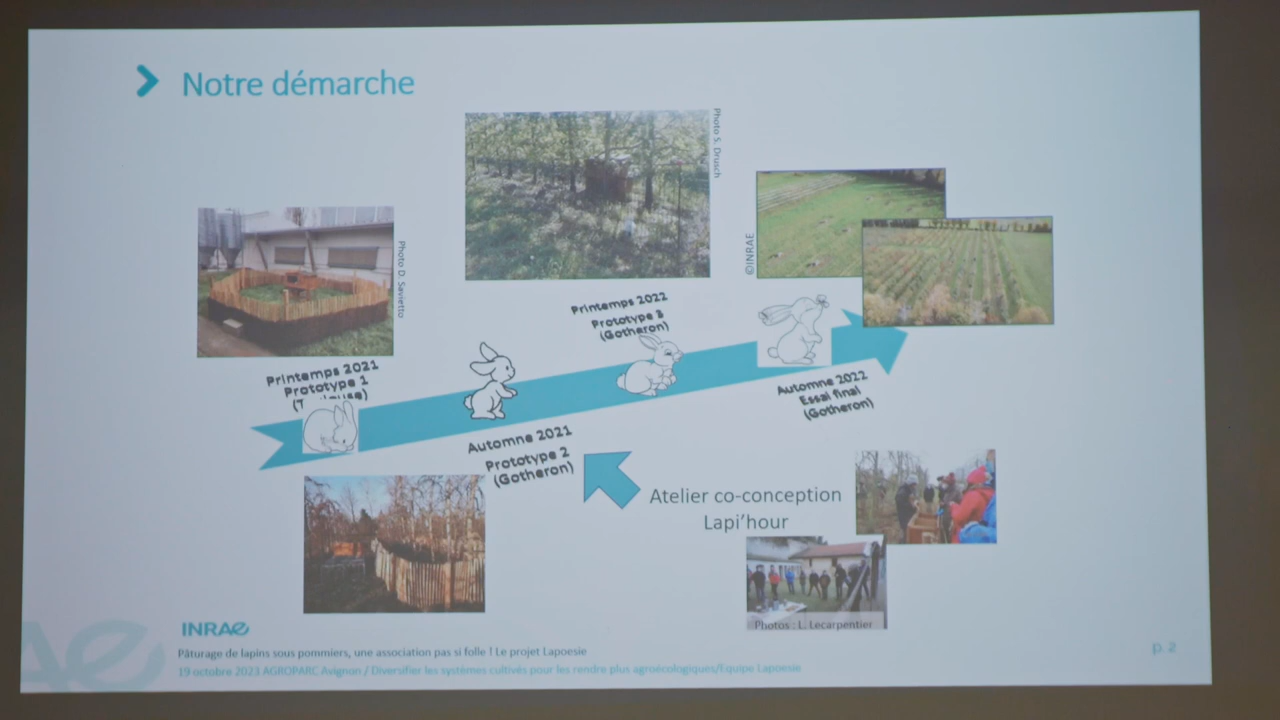 Notre démarche
Photo S. Drusch
Photo D. Savietto
©INRAE
Printemps 2021
Prototype 1
Automne 2021
Prototype 2
(Gotheron)
Printemps 2022
Prototype 3
(Gotheron)
Automne 2022
Essai final
(Gotheron)
Atelier co-conception
Lapi'hour
Photos : L. Lecarpentier
INRAE
Pâturage de lapins sous pommiers, une association pas si folle ! Le projet Lapoesie
19 octobre 2023 AGROPARC Avignon / Diversifier les systèmes cultivés pour les rendre plus agroécologiques/Equipe Lapoesie
p. 2